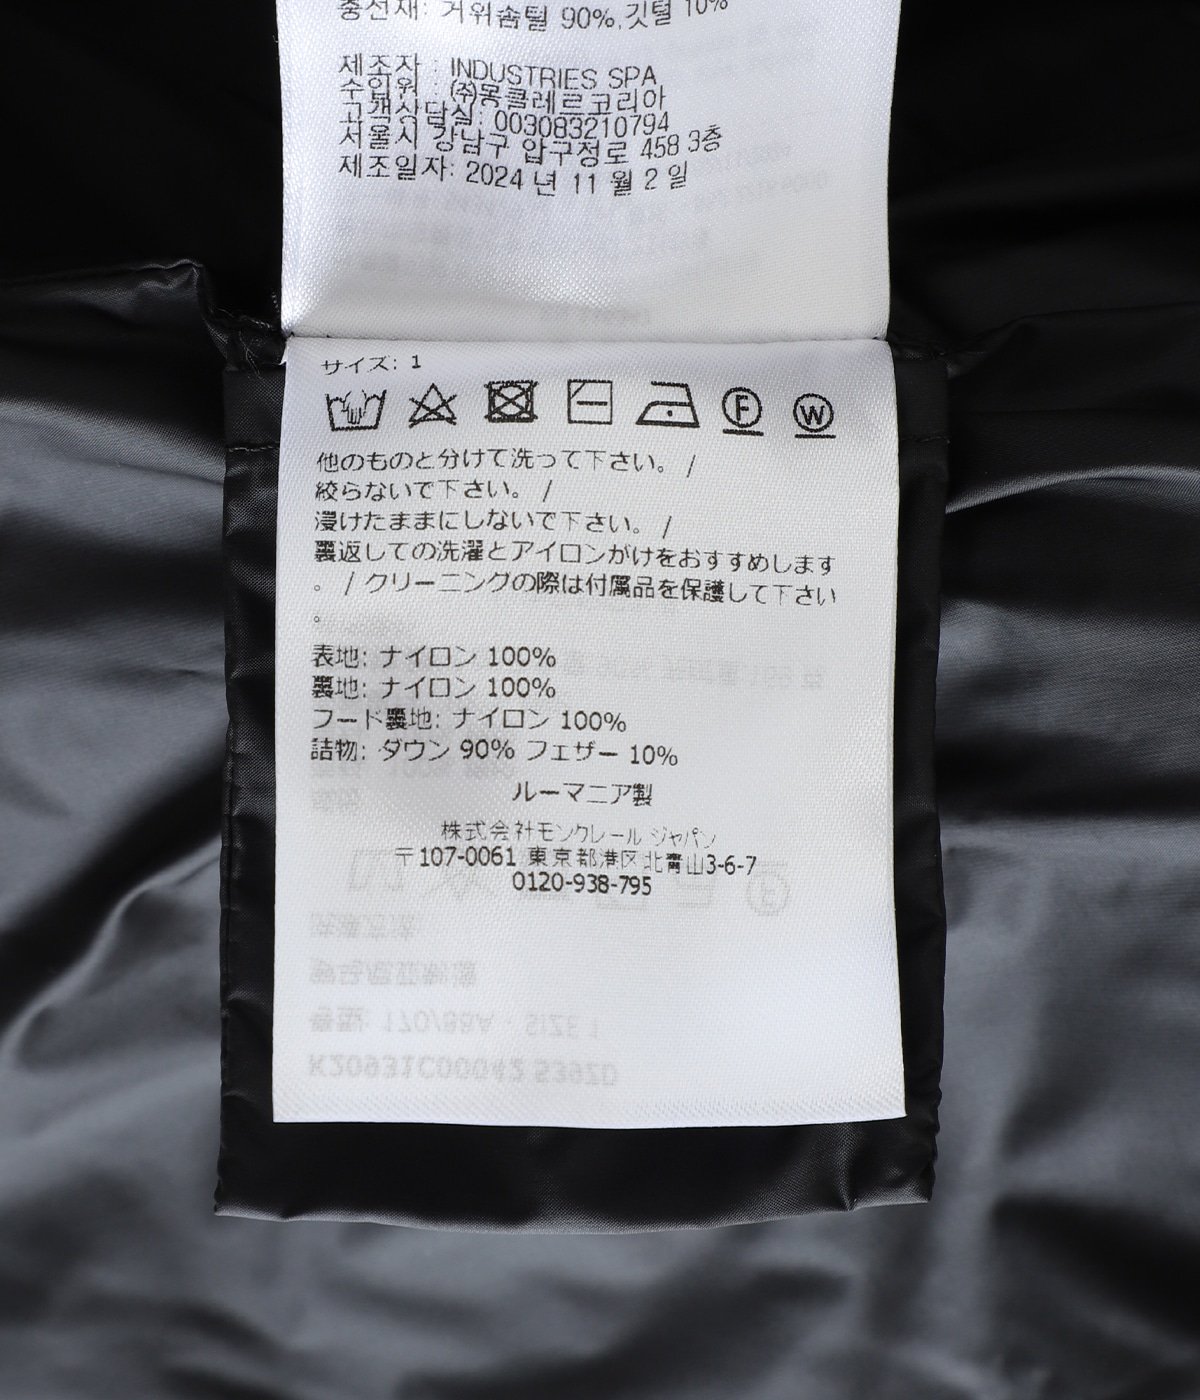 충전재: 거위솜털 90%,깃털 10%
제조자 : INDUSTRIES SPA
수입원 : ㈜몽클레르코리아
고객상담실: 003083210794
서울시 강남구 압구정로 458 3층
제조일자: 2024 년 11 월 2 일
サイズ: 1
F W
他のものと分けて洗って下さい。 /
絞らないで下さい。 /
浸けたままにしないで下さい。 /
裏返しての洗濯とアイロンがけをおすすめします
。 / クリーニングの際は付属品を保護して下さい
。
表地: ナイロン 100%
裏地: ナイロン 100%
フード裏地: ナイロン 100%
詰物: ダウン 90% フェザー 10%
ルーマニア製
株式会社モンクレール ジャパン
〒107-0061 東京都港区北青山3-6-7
0120-938-795
K20931C00042 539ZD